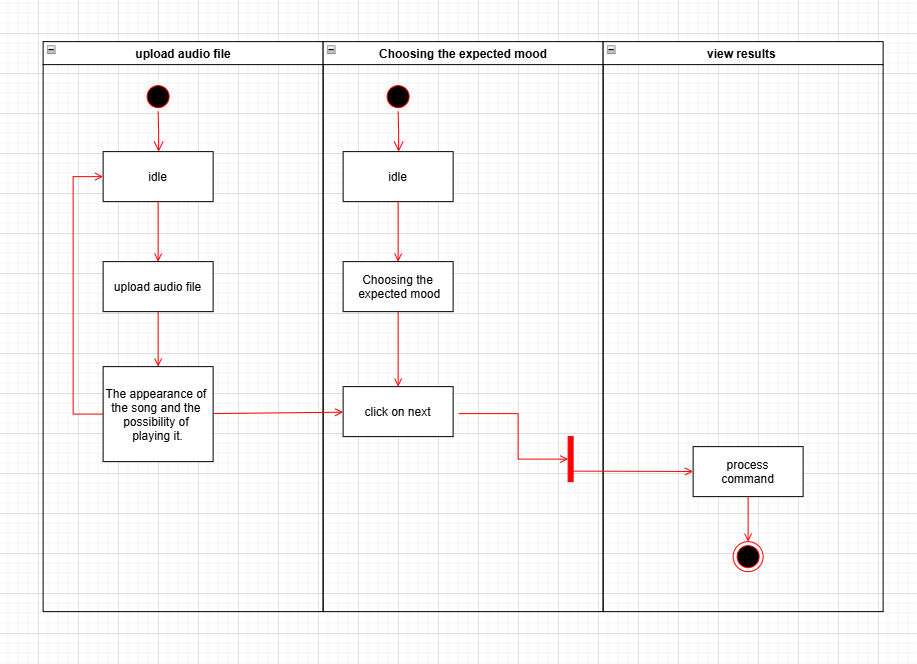 upload audio file
Choosing the expected mood
view results
idle
idle
upload audio file
Choosing the
expected mood
The appearance of
the song and the
possibility of
playing it.
click on next
process
command